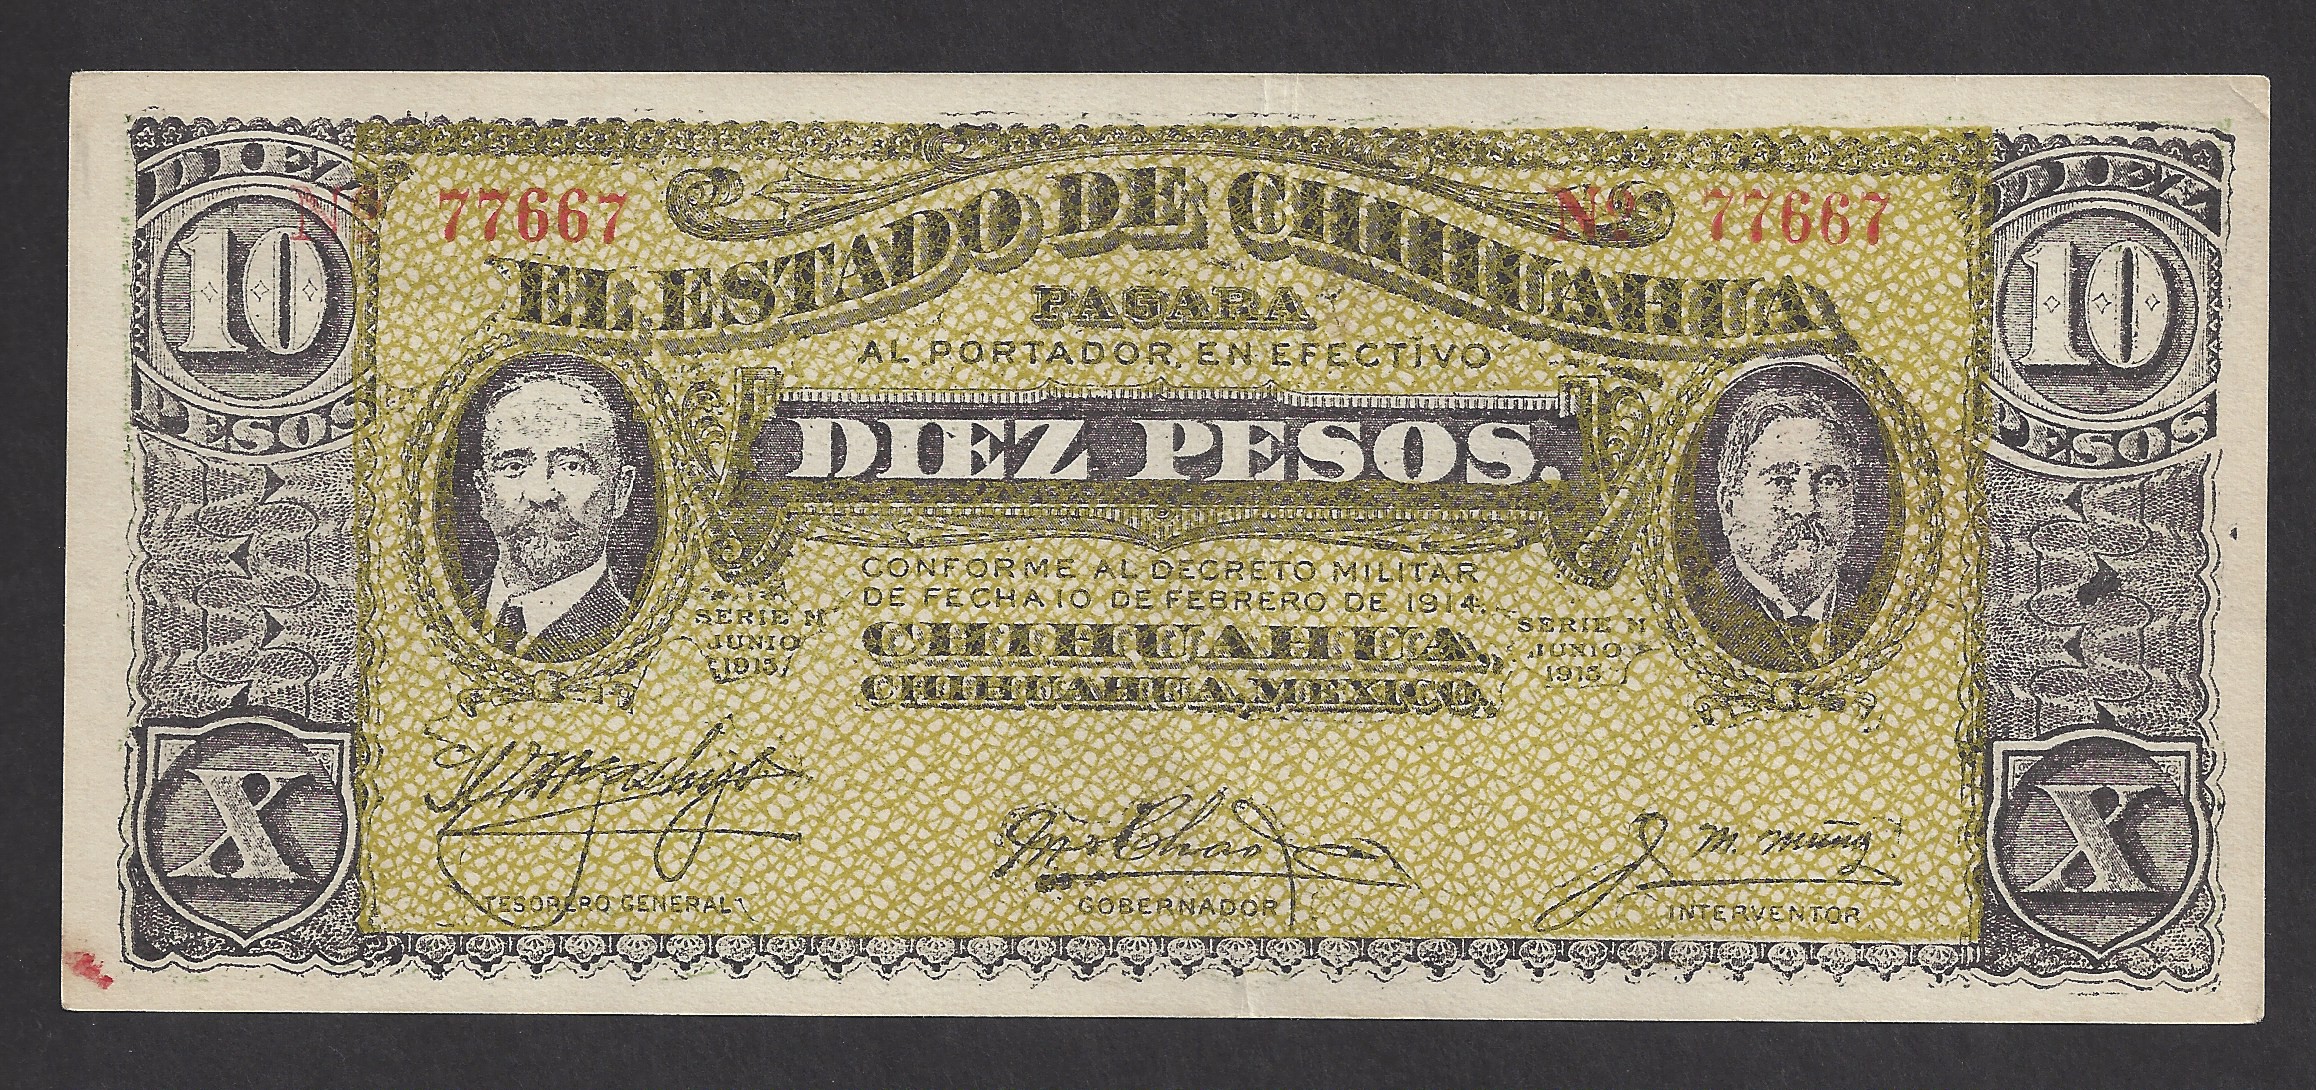 DIEZ
10
PESOS
X
Nº 77667
Nº 77667
EL ESTADO DE CHIHUAHUA
PAGARA
AL PORTADOR, EN EFECTIVO
DIEZ PESOS.
CONFORME AL DECRETO MILITAR
DE FECHA 10 DE FEBRERO DE 1914.
CHIHUAHUA,
CHIHUAHUA, MEXICO,
SERIE M
JUNIO
1915
SERIE M
JUNIO
1915
TESORERO GENERAL
GOBERNADOR
J. M. Muñoz
INTERVENTOR
DIEZ
10
PESOS
X